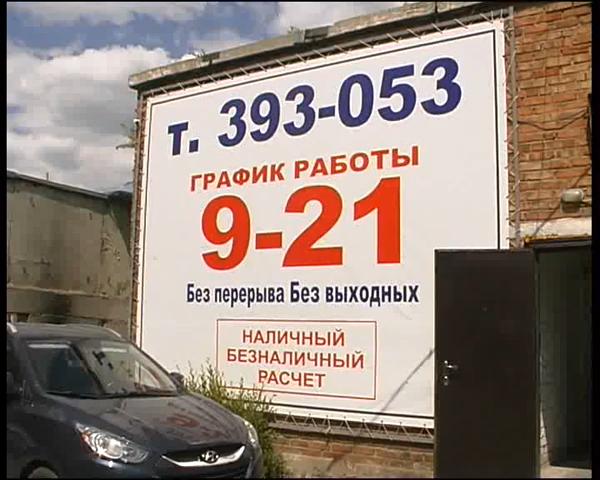 т. 393-053
ГРАФИК РАБОТЫ
9-21
Без перерыва Без выходных
НАЛИЧНЫЙ
БЕЗНАЛИЧНЫЙ
РАСЧЕТ